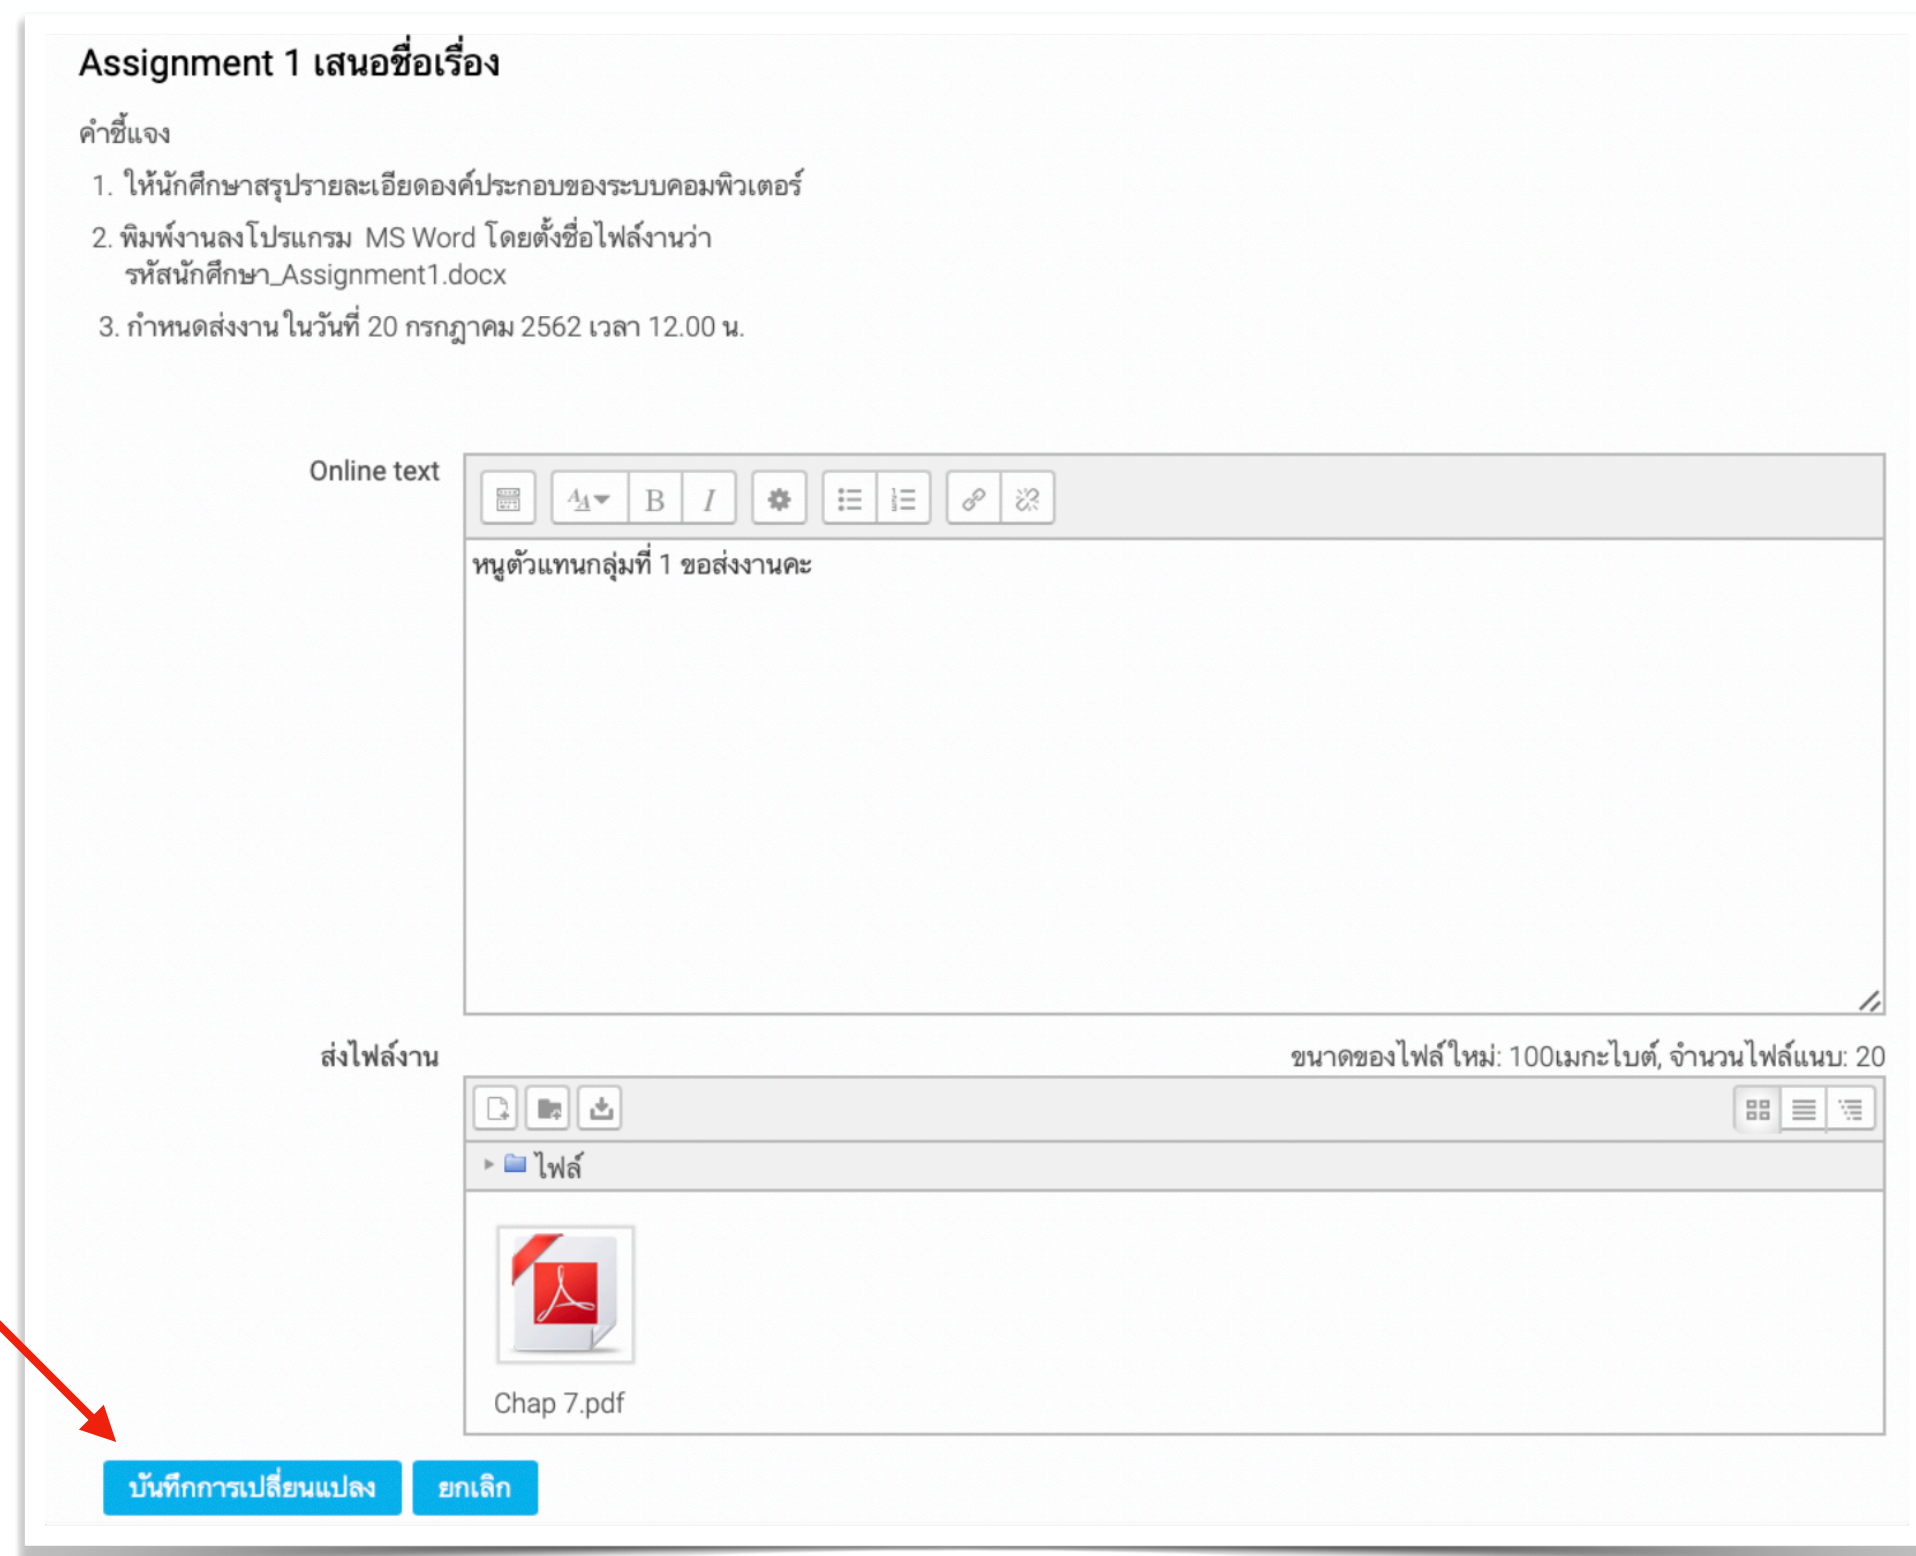 Assignment 1 เสนอชื่อเรื่อง
คำชี้แจง
1. ให้นักศึกษาสรุปรายละเอียดองค์ประกอบของระบบคอมพิวเตอร์
2. พิมพ์งานลงโปรแกรม MS Word โดยตั้งชื่อไฟล์งานว่า
รหัสนักศึกษา_Assignment1.docx
3. กำหนดส่งงาน ในวันที่ 20 กรกฎาคม 2562 เวลา 12.00 น.
Online text
หนูตัวแทนกลุ่มที่ 1 ขอส่งงานคะ
ส่งไฟล์งาน
ขนาดของไฟล์ใหม่: 100เมกะไบต์, จำนวนไฟล์แนบ: 20
ไฟล์
Chap 7.pdf
บันทึกการเปลี่ยนแปลง ยกเลิก